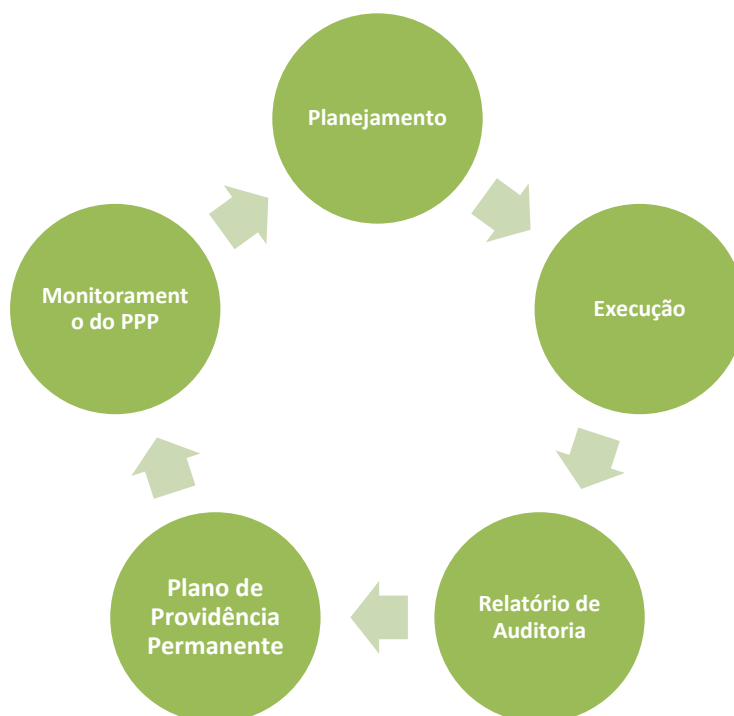 Planejamento
Execução
Relatório de
Auditoria
Plano de
Providência
Permanente
Monitorament
o do PPP